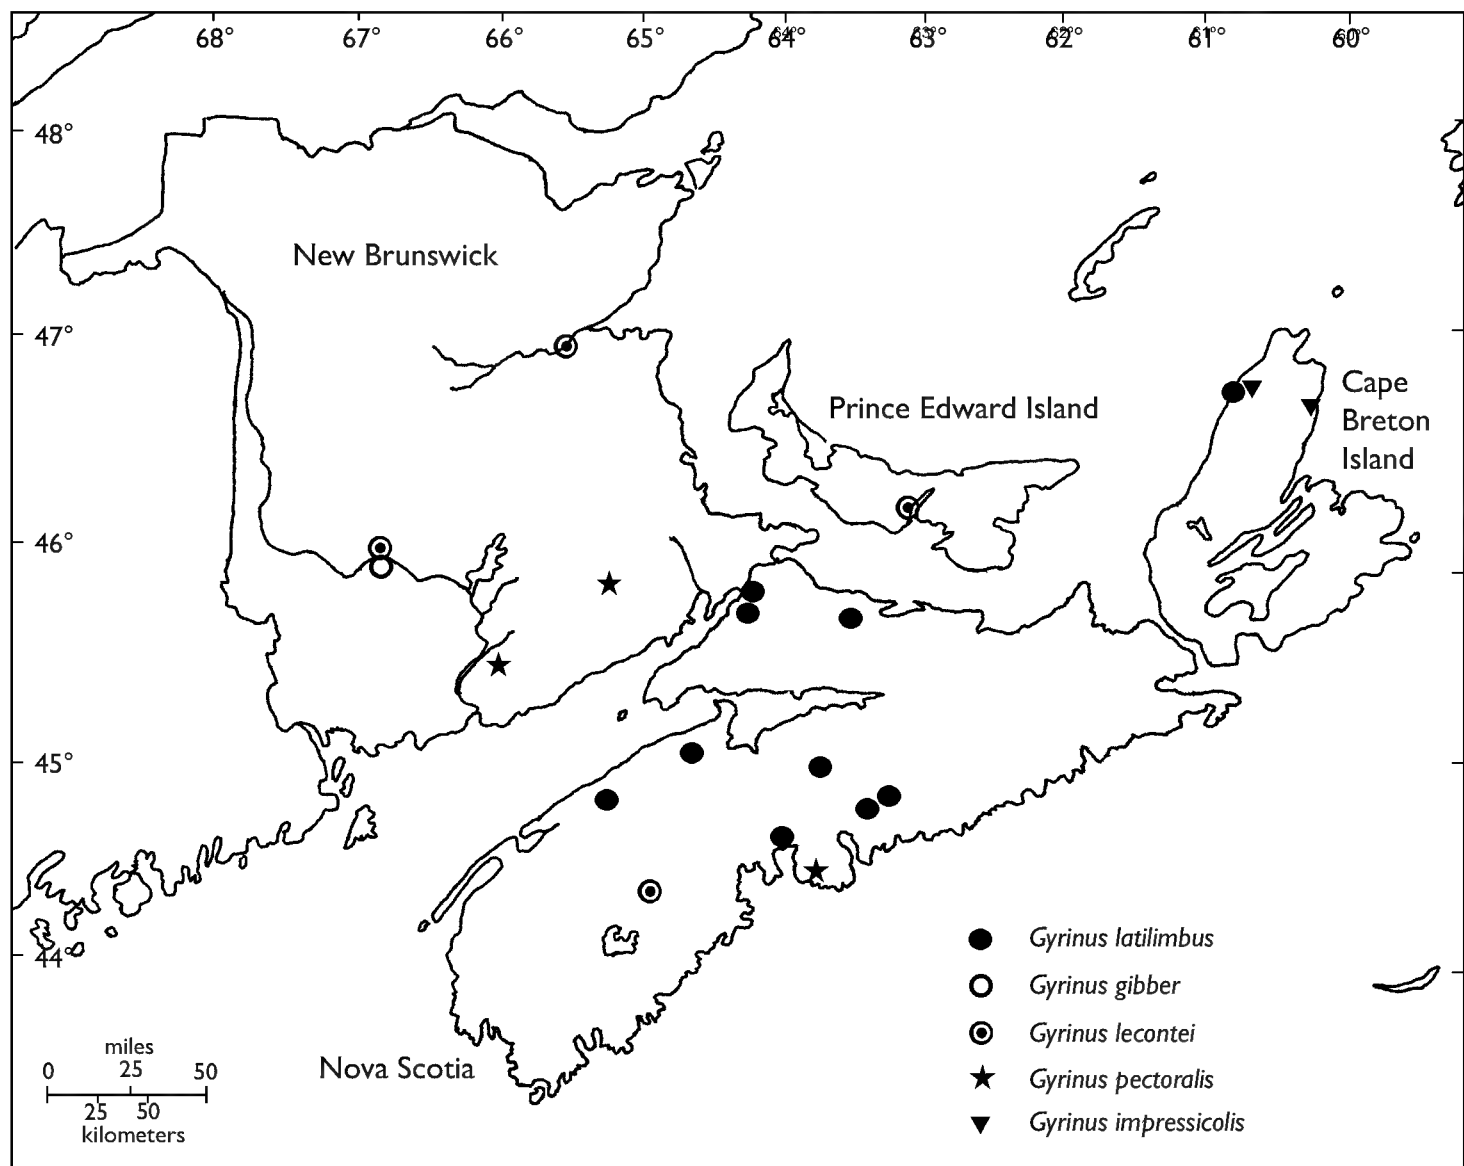 68° 67° 66° 65° 64° 63° 62° 61° 60°
48°
New Brunswick
47°
Prince Edward Island
Cape
Breton
Island
46°
45°
44°
Gyrinus latilimbus
Gyrinus gibber
Gyrinus lecontei
Gyrinus pectoralis
Gyrinus impressicolis
Nova Scotia
miles
0 25 50
25 50
kilometers